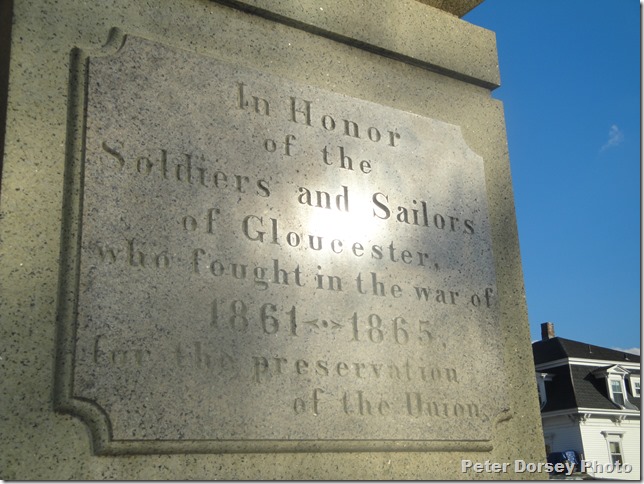 In Honor
of the
Soldiers and Sailors
of Gloucester,
who fought in the war of
1861<•>1865,
for the preservation
of the Union.
Peter Dorsey Photo